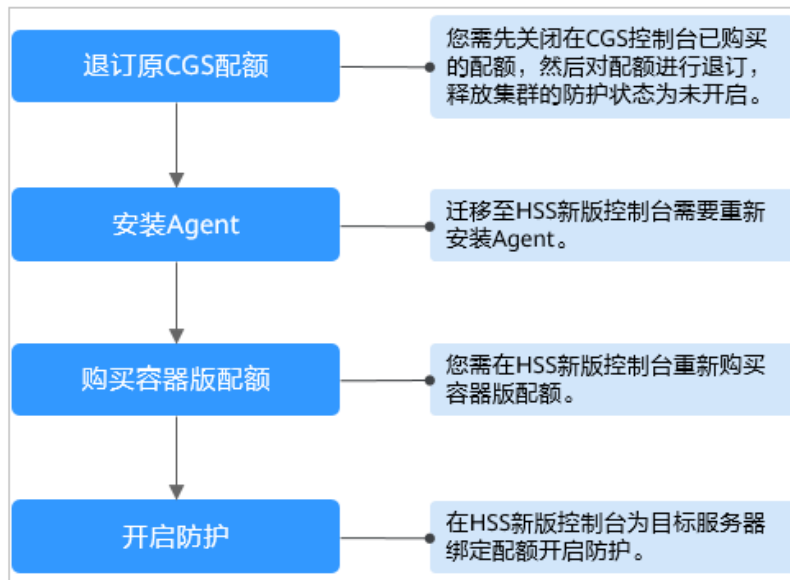 退订原CGS配额
您需先关闭在CGS控制台已购买
的配额，然后对配额进行退订，
释放集群的防护状态为未开启。
安装Agent
迁移至HSS新版控制台需要重新
安装Agent。
购买容器版配额
您需在HSS新版控制台重新购买
容器版配额。
开启防护
在HSS新版控制台为目标服务器
绑定配额开启防护。